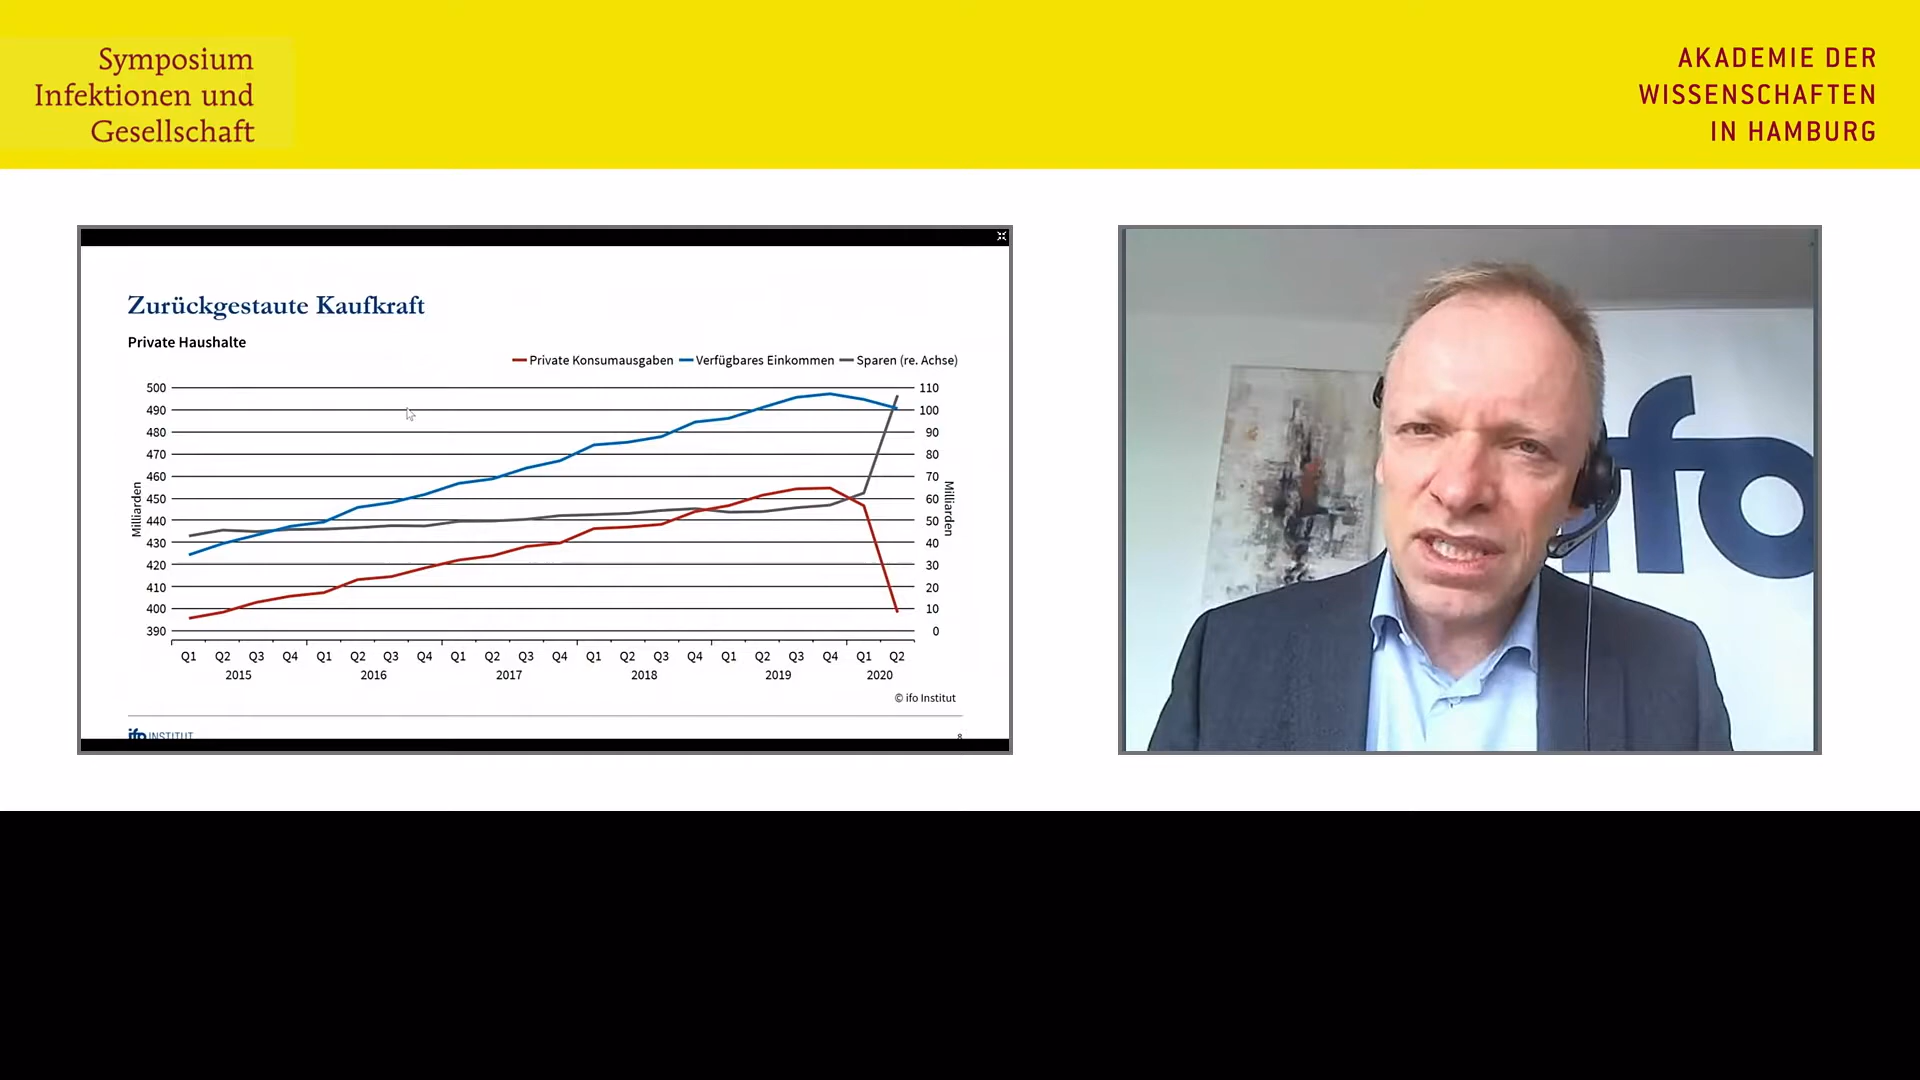 Symposium
Infektionen und
Gesellschaft
AKADEMIE DER
WISSENSCHAFTEN
IN HAMBURG
Zurückgestaute Kaufkraft
Private Haushalte
Private Konsumausgaben Verfügbares Einkommen Sparen (re. Achse)
500 110
490 100
480 90
470 80
460 70
450 60
440 50
430 40
420 30
410 20
400 10
390 0
Milliarden
Milliarden
Q1 Q2 Q3 Q4 Q1 Q2 Q3 Q4 Q1 Q2 Q3 Q4 Q1 Q2 Q3 Q4 Q1 Q2 Q3 Q4 Q1 Q2
2015 2016 2017 2018 2019 2020
© ifo Institut
ifo INSTITUT
8
ifo